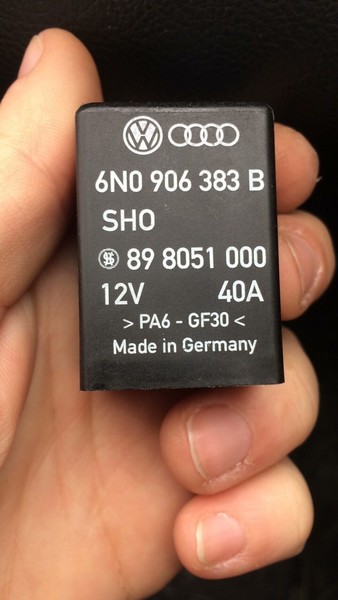 6N0 906 383 B
SHO
89 8051 000
12V 40A
> PA6 - GF30 <
Made in Germany